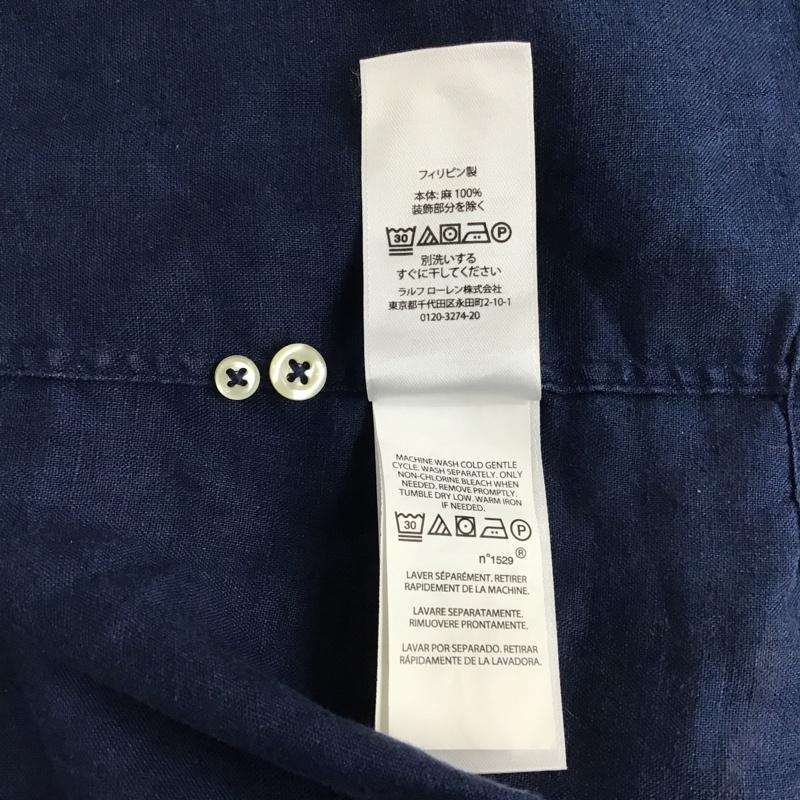 フィリピン製
本体: 麻 100%
装飾部分を除く
30 P
別洗いする
すぐに干してください
ラルフ ローレン株式会社
東京都千代田区永田町2-10-1
0120-3274-20
MACHINE WASH COLD GENTLE
CYCLE. WASH SEPARATELY. ONLY
NON-CHLORINE BLEACH WHEN
NEEDED. REMOVE PROMPTLY.
TUMBLE DRY LOW. WARM IRON
IF NEEDED.
30 P
n°1529 ®
LAVER SÉPARÉMENT. RETIRER
RAPIDEMENT DE LA MACHINE.
LAVARE SEPARATAMENTE.
RIMUOVERE PRONTAMENTE.
LAVAR POR SEPARADO. RETIRAR
RÁPIDAMENTE DE LA LAVADORA.